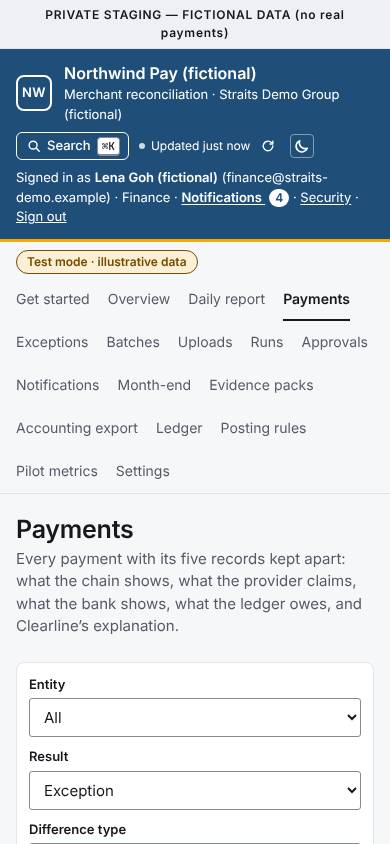 PRIVATE STAGING — FICTIONAL DATA (no real
payments)
NW
Northwind Pay (fictional)
Merchant reconciliation · Straits Demo Group
(fictional)
Search ⌘K Updated just now
Signed in as Lena Goh (fictional) (finance@straits-
demo.example) · Finance · Notifications 4 · Security ·
Sign out
Test mode · illustrative data
Get started Overview Daily report Payments
Exceptions Batches Uploads Runs Approvals
Notifications Month-end Evidence packs
Accounting export Ledger Posting rules
Pilot metrics Settings
Payments
Every payment with its five records kept apart:
what the chain shows, what the provider claims,
what the bank shows, what the ledger owes, and
Clearline’s explanation.
Entity
All
Result
Exception
Difference type